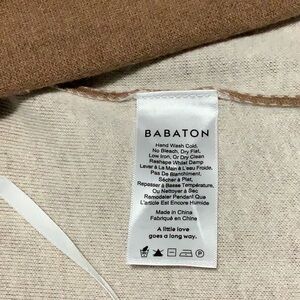 BABATON
Hand Wash Cold,
No Bleach, Dry Flat,
Low Iron, Or Dry Clean
Reshape Whilst Damp
Laver à La Main à L'eau Froide.
Pas De Blanchiment,
Sécher à Plat,
Repasser à Basse Température,
Ou Nettoyer à Sec
Remodeler Pendant Que
L'article Est Encore Humide
Made in China
Fabriqué en Chine
A little love
goes a long way.